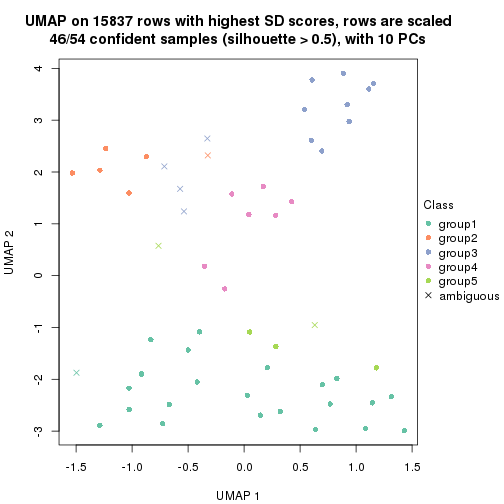 UMAP on 15837 rows with highest SD scores, rows are scaled
46/54 confident samples (silhouette > 0.5), with 10 PCs
4
3
2
1
0
-1
-2
-3
UMAP 2
-1.5 -1.0 -0.5 0.0 0.5 1.0 1.5
UMAP 1
Class
group1
group2
group3
group4
group5
ambiguous